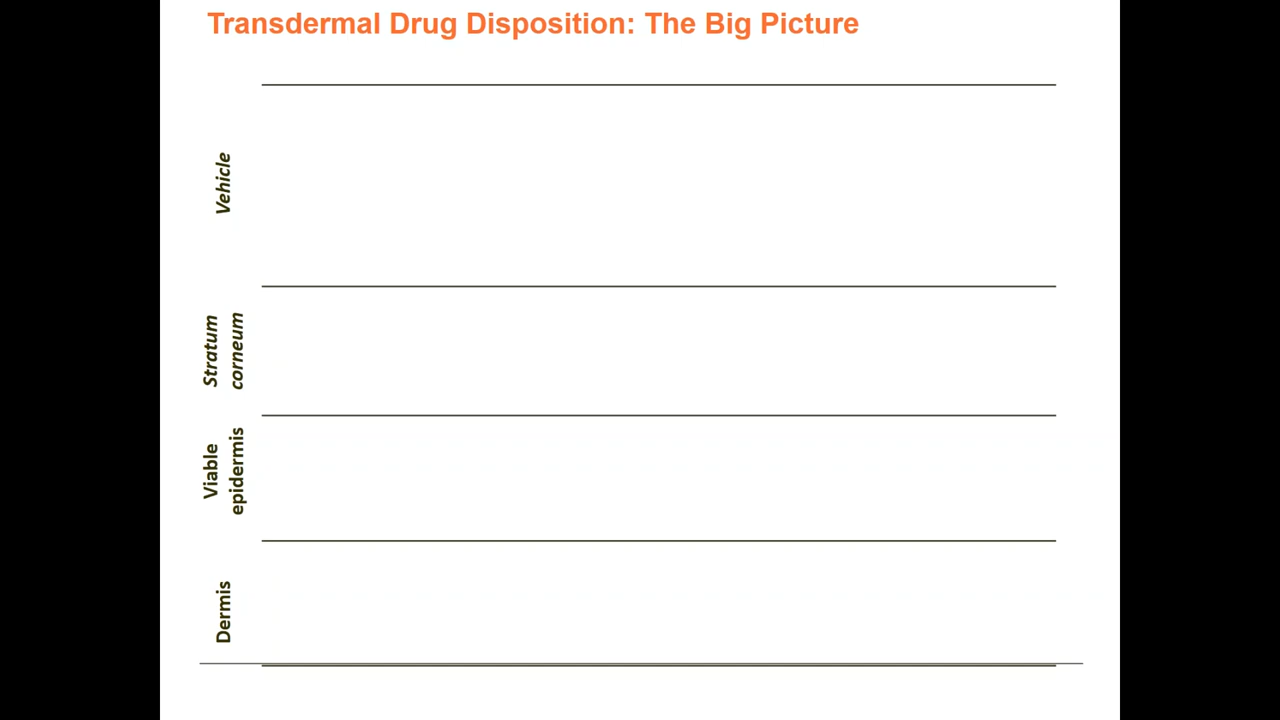 Transdermal Drug Disposition: The Big Picture
Vehicle
Stratum
corneum
Viable
epidermis
Dermis